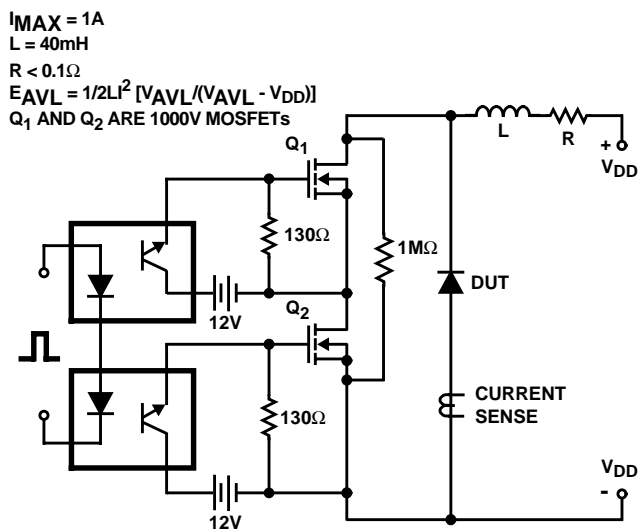 IMAX = 1A
L = 40mH
R < 0.1Ω
EAVL = 1/2LI² [VAVL/(VAVL - VDD)]
Q1 AND Q2 ARE 1000V MOSFETs
Q1
L
R
+
VDD
130Ω
1MΩ
DUT
12V
Q2
CURRENT
SENSE
130Ω
VDD
-
12V